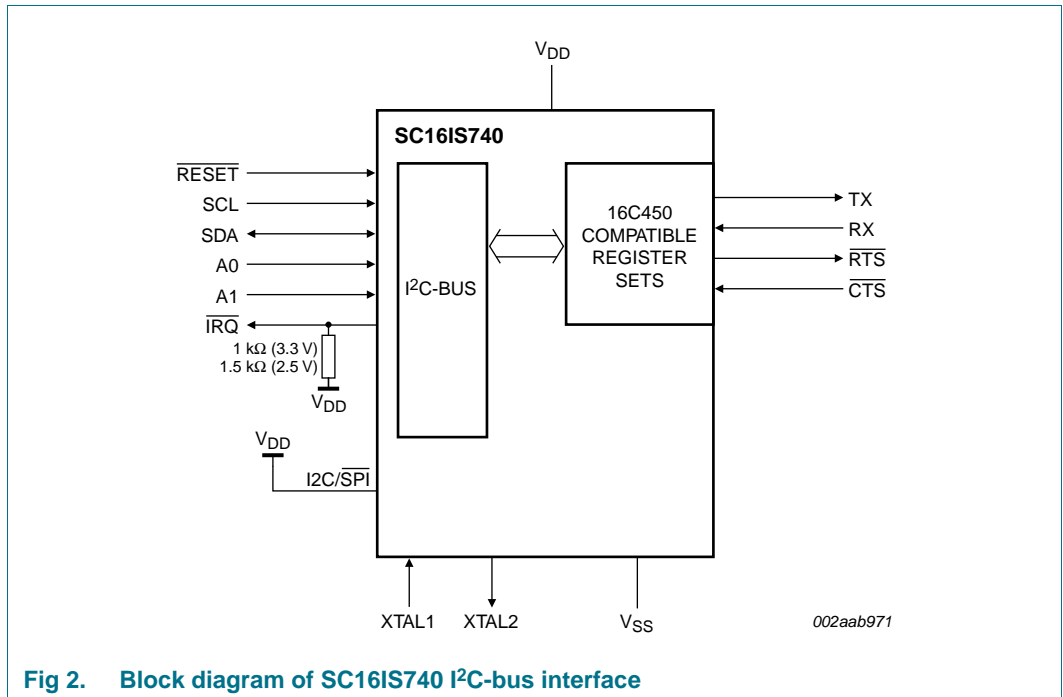 V_DD
SC16IS740
RESET
SCL
SDA
A0
A1
IRQ
1 kΩ (3.3 V)
1.5 kΩ (2.5 V)
V_DD
V_DD
I2C/SPI
I²C-BUS
16C450
COMPATIBLE
REGISTER
SETS
TX
RX
RTS
CTS
XTAL1
XTAL2
V_SS
002aab971
Fig 2. Block diagram of SC16IS740 I²C-bus interface